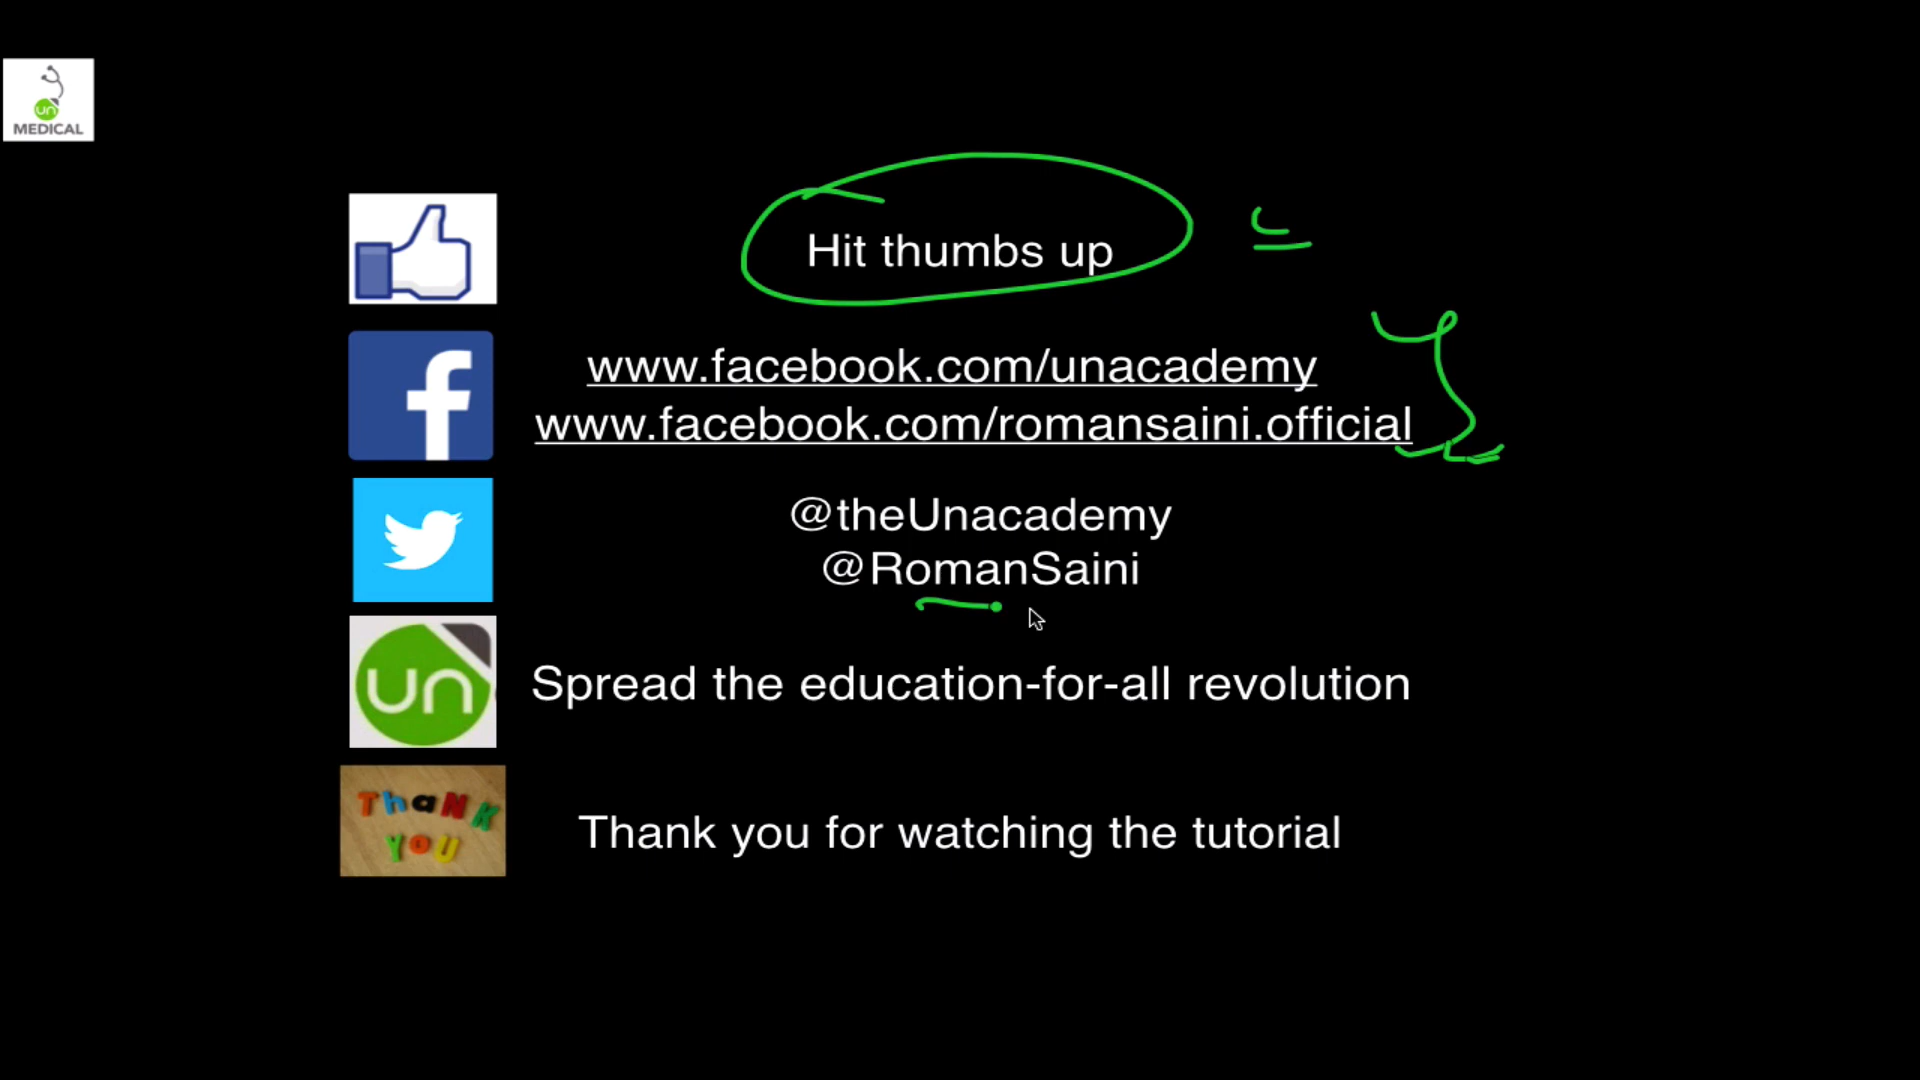 un
MEDICAL
Hit thumbs up
www.facebook.com/unacademy
www.facebook.com/romansaini.official
@theUnacademy
@RomanSaini
un
Spread the education-for-all revolution
ThaNK
YOU
Thank you for watching the tutorial